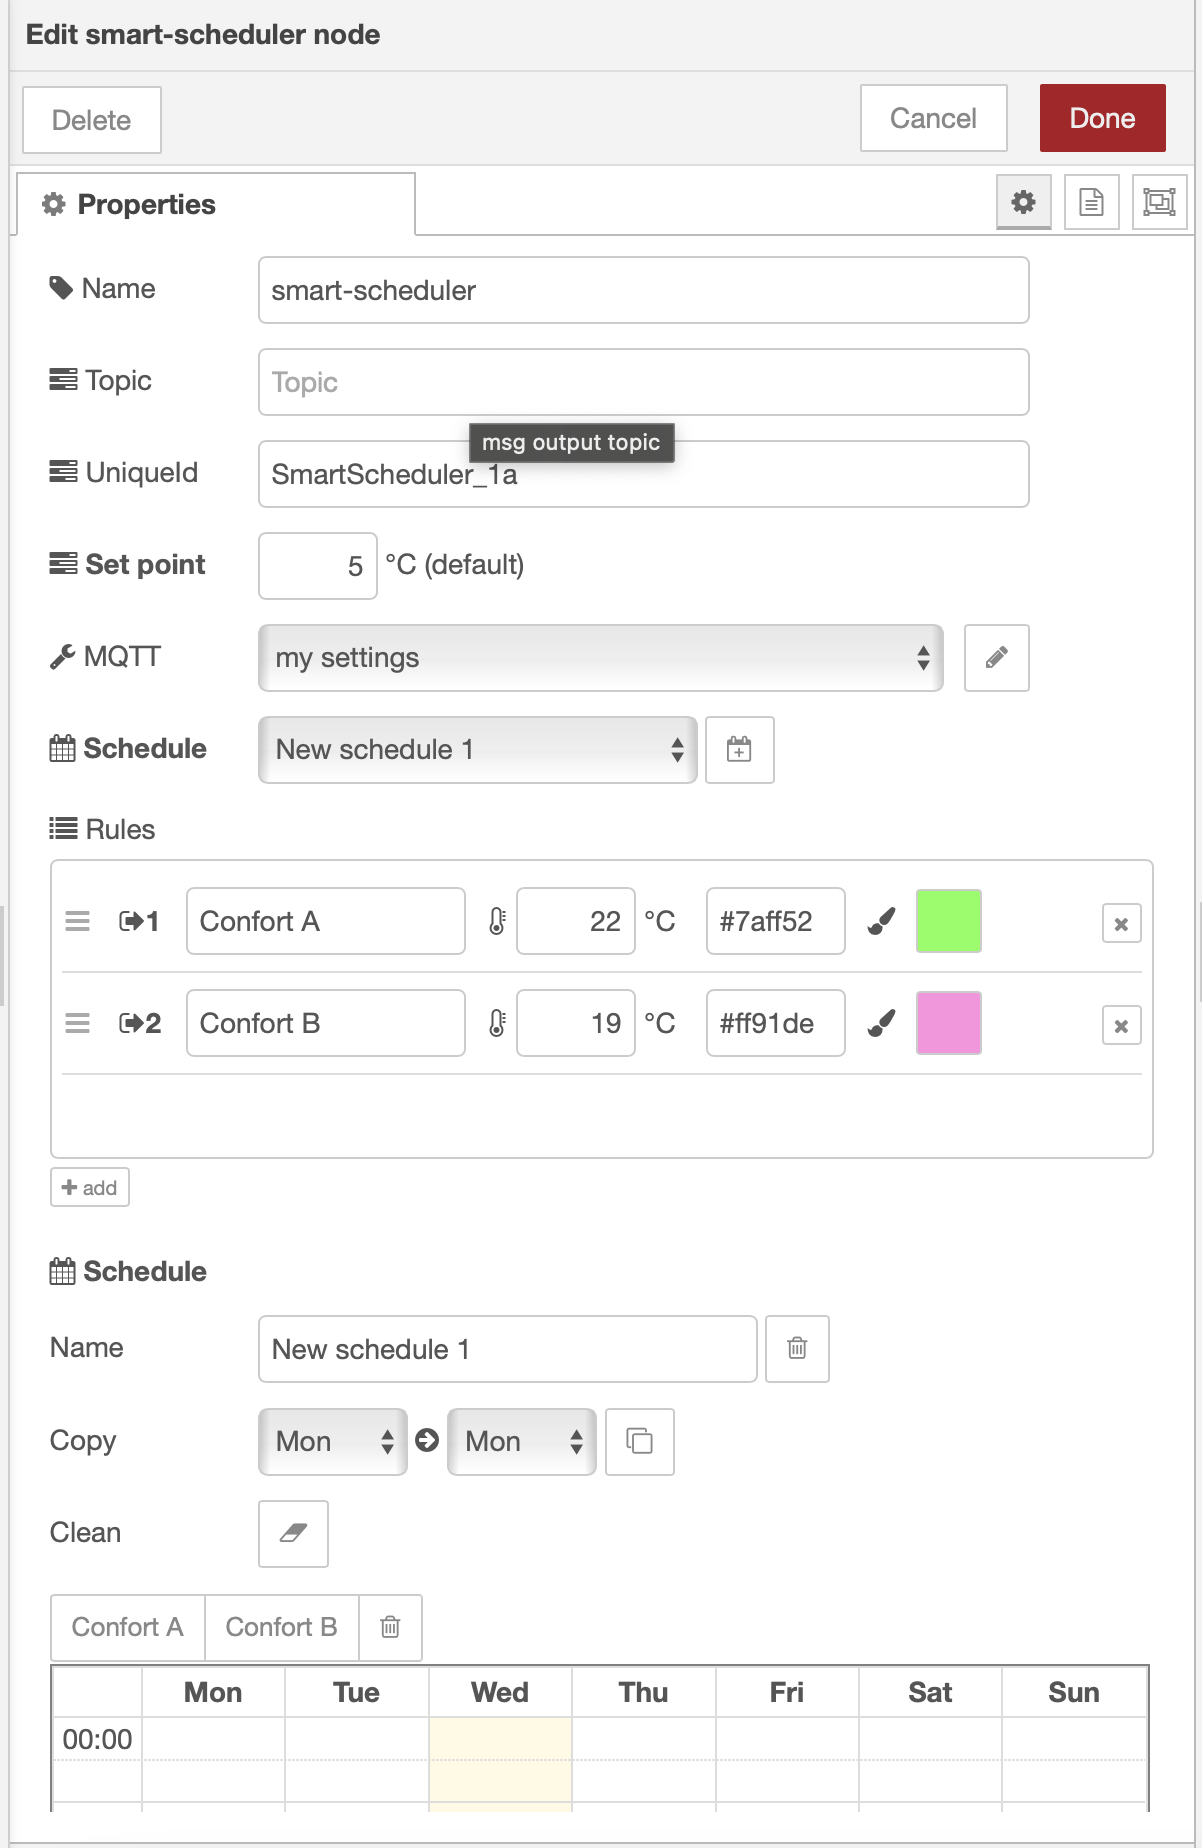 Edit smart-scheduler node
Delete
Cancel
Done
Properties
Name
smart-scheduler
Topic
Topic
msg output topic
UniqueId
SmartScheduler_1a
Set point
5
°C (default)
MQTT
my settings
Schedule
New schedule 1
Rules
1 Confort A 22 °C #7aff52
2 Confort B 19 °C #ff91de
add
Schedule
Name
New schedule 1
Copy
Mon
Mon
Clean
Confort A
Confort B
Mon Tue Wed Thu Fri Sat Sun
00:00